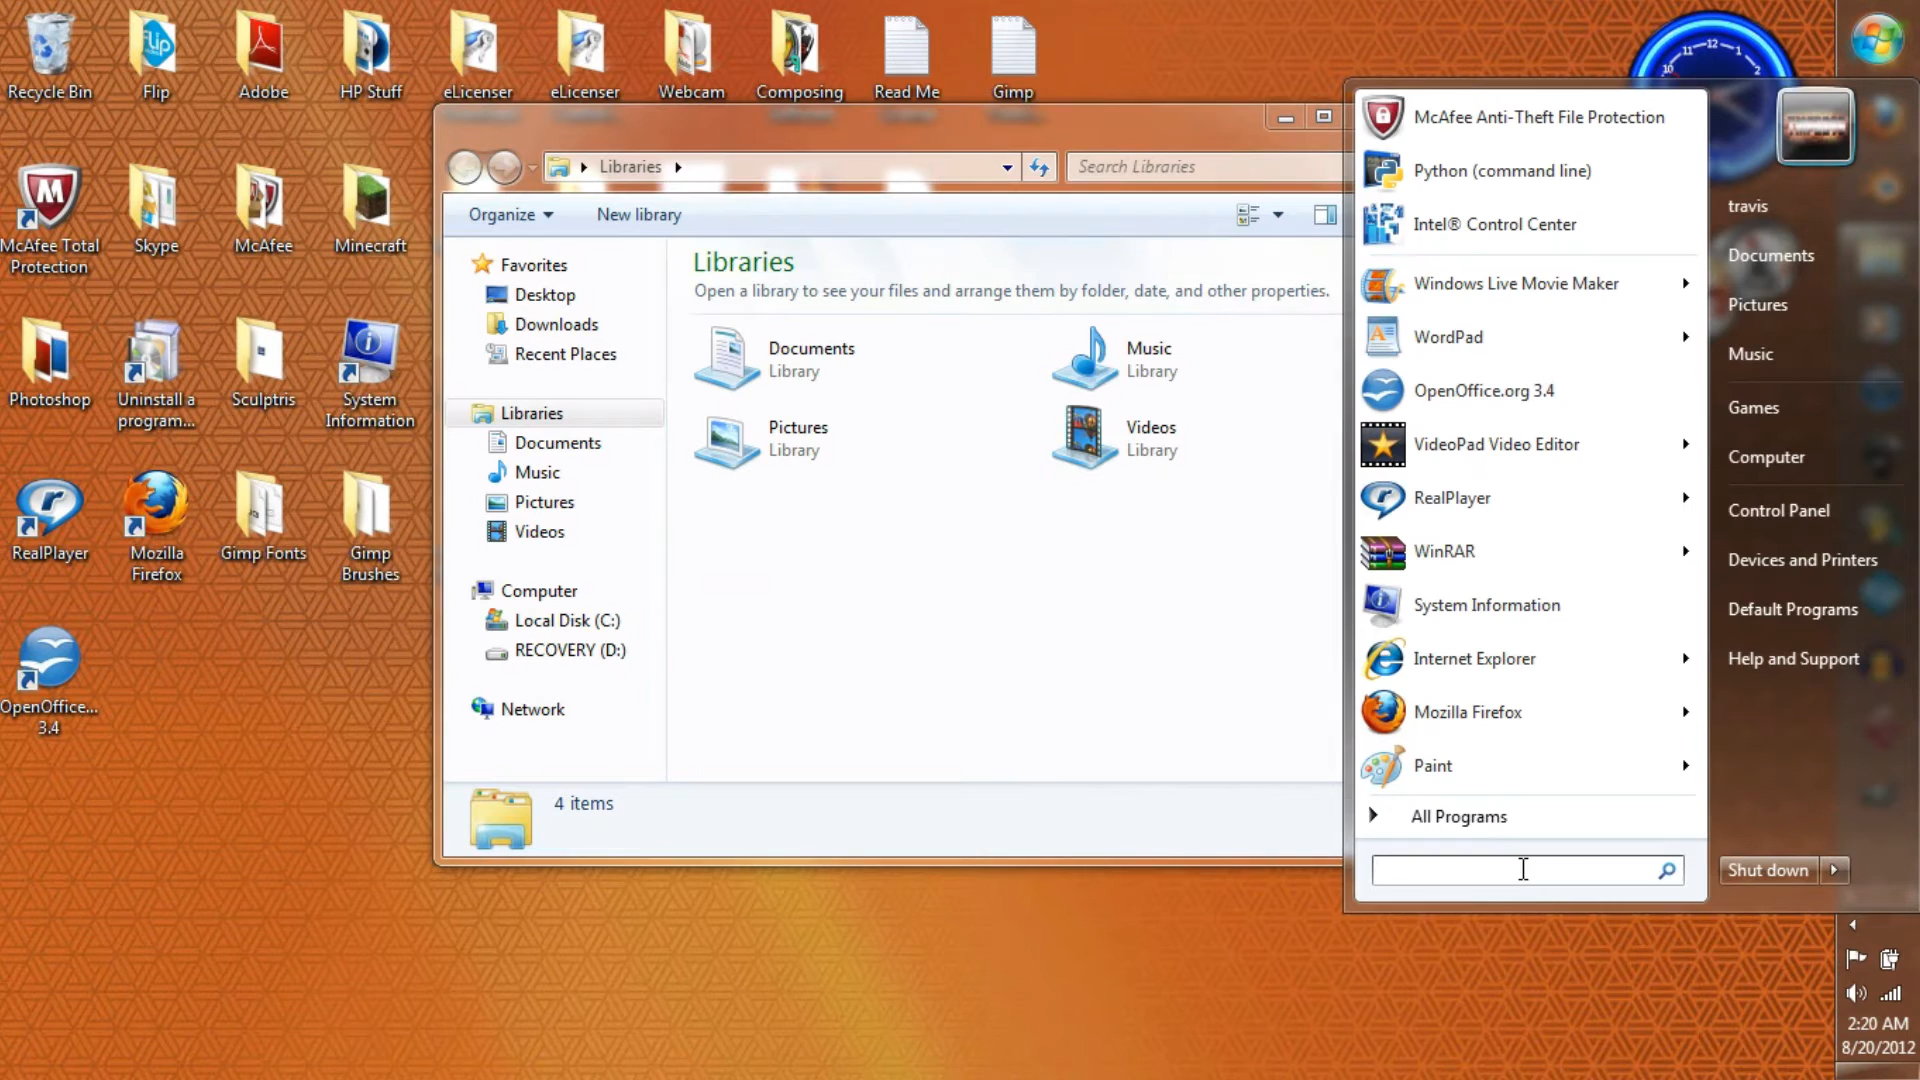 Recycle Bin
Flip
Adobe
HP Stuff
eLicenser
eLicenser
Webcam
Composing
Read Me
Gimp
McAfee Total
Protection
Skype
McAfee
Minecraft
Photoshop
Uninstall a
program...
Sculptris
System
Information
RealPlayer
Mozilla
Firefox
Gimp Fonts
Gimp
Brushes
OpenOffice...
3.4
Libraries
Search Libraries
Organize
New library
Favorites
Desktop
Downloads
Recent Places
Libraries
Documents
Music
Pictures
Videos
Computer
Local Disk (C:)
RECOVERY (D:)
Network
Libraries
Open a library to see your files and arrange them by folder, date, and other properties.
Documents
Library
Music
Library
Pictures
Library
Videos
Library
4 items
11 12 1
10 2
McAfee Anti-Theft File Protection
Python (command line)
Intel® Control Center
Windows Live Movie Maker
WordPad
OpenOffice.org 3.4
VideoPad Video Editor
RealPlayer
WinRAR
System Information
Internet Explorer
Mozilla Firefox
Paint
All Programs
travis
Documents
Pictures
Music
Games
Computer
Control Panel
Devices and Printers
Default Programs
Help and Support
Shut down
2:20 AM
8/20/2012